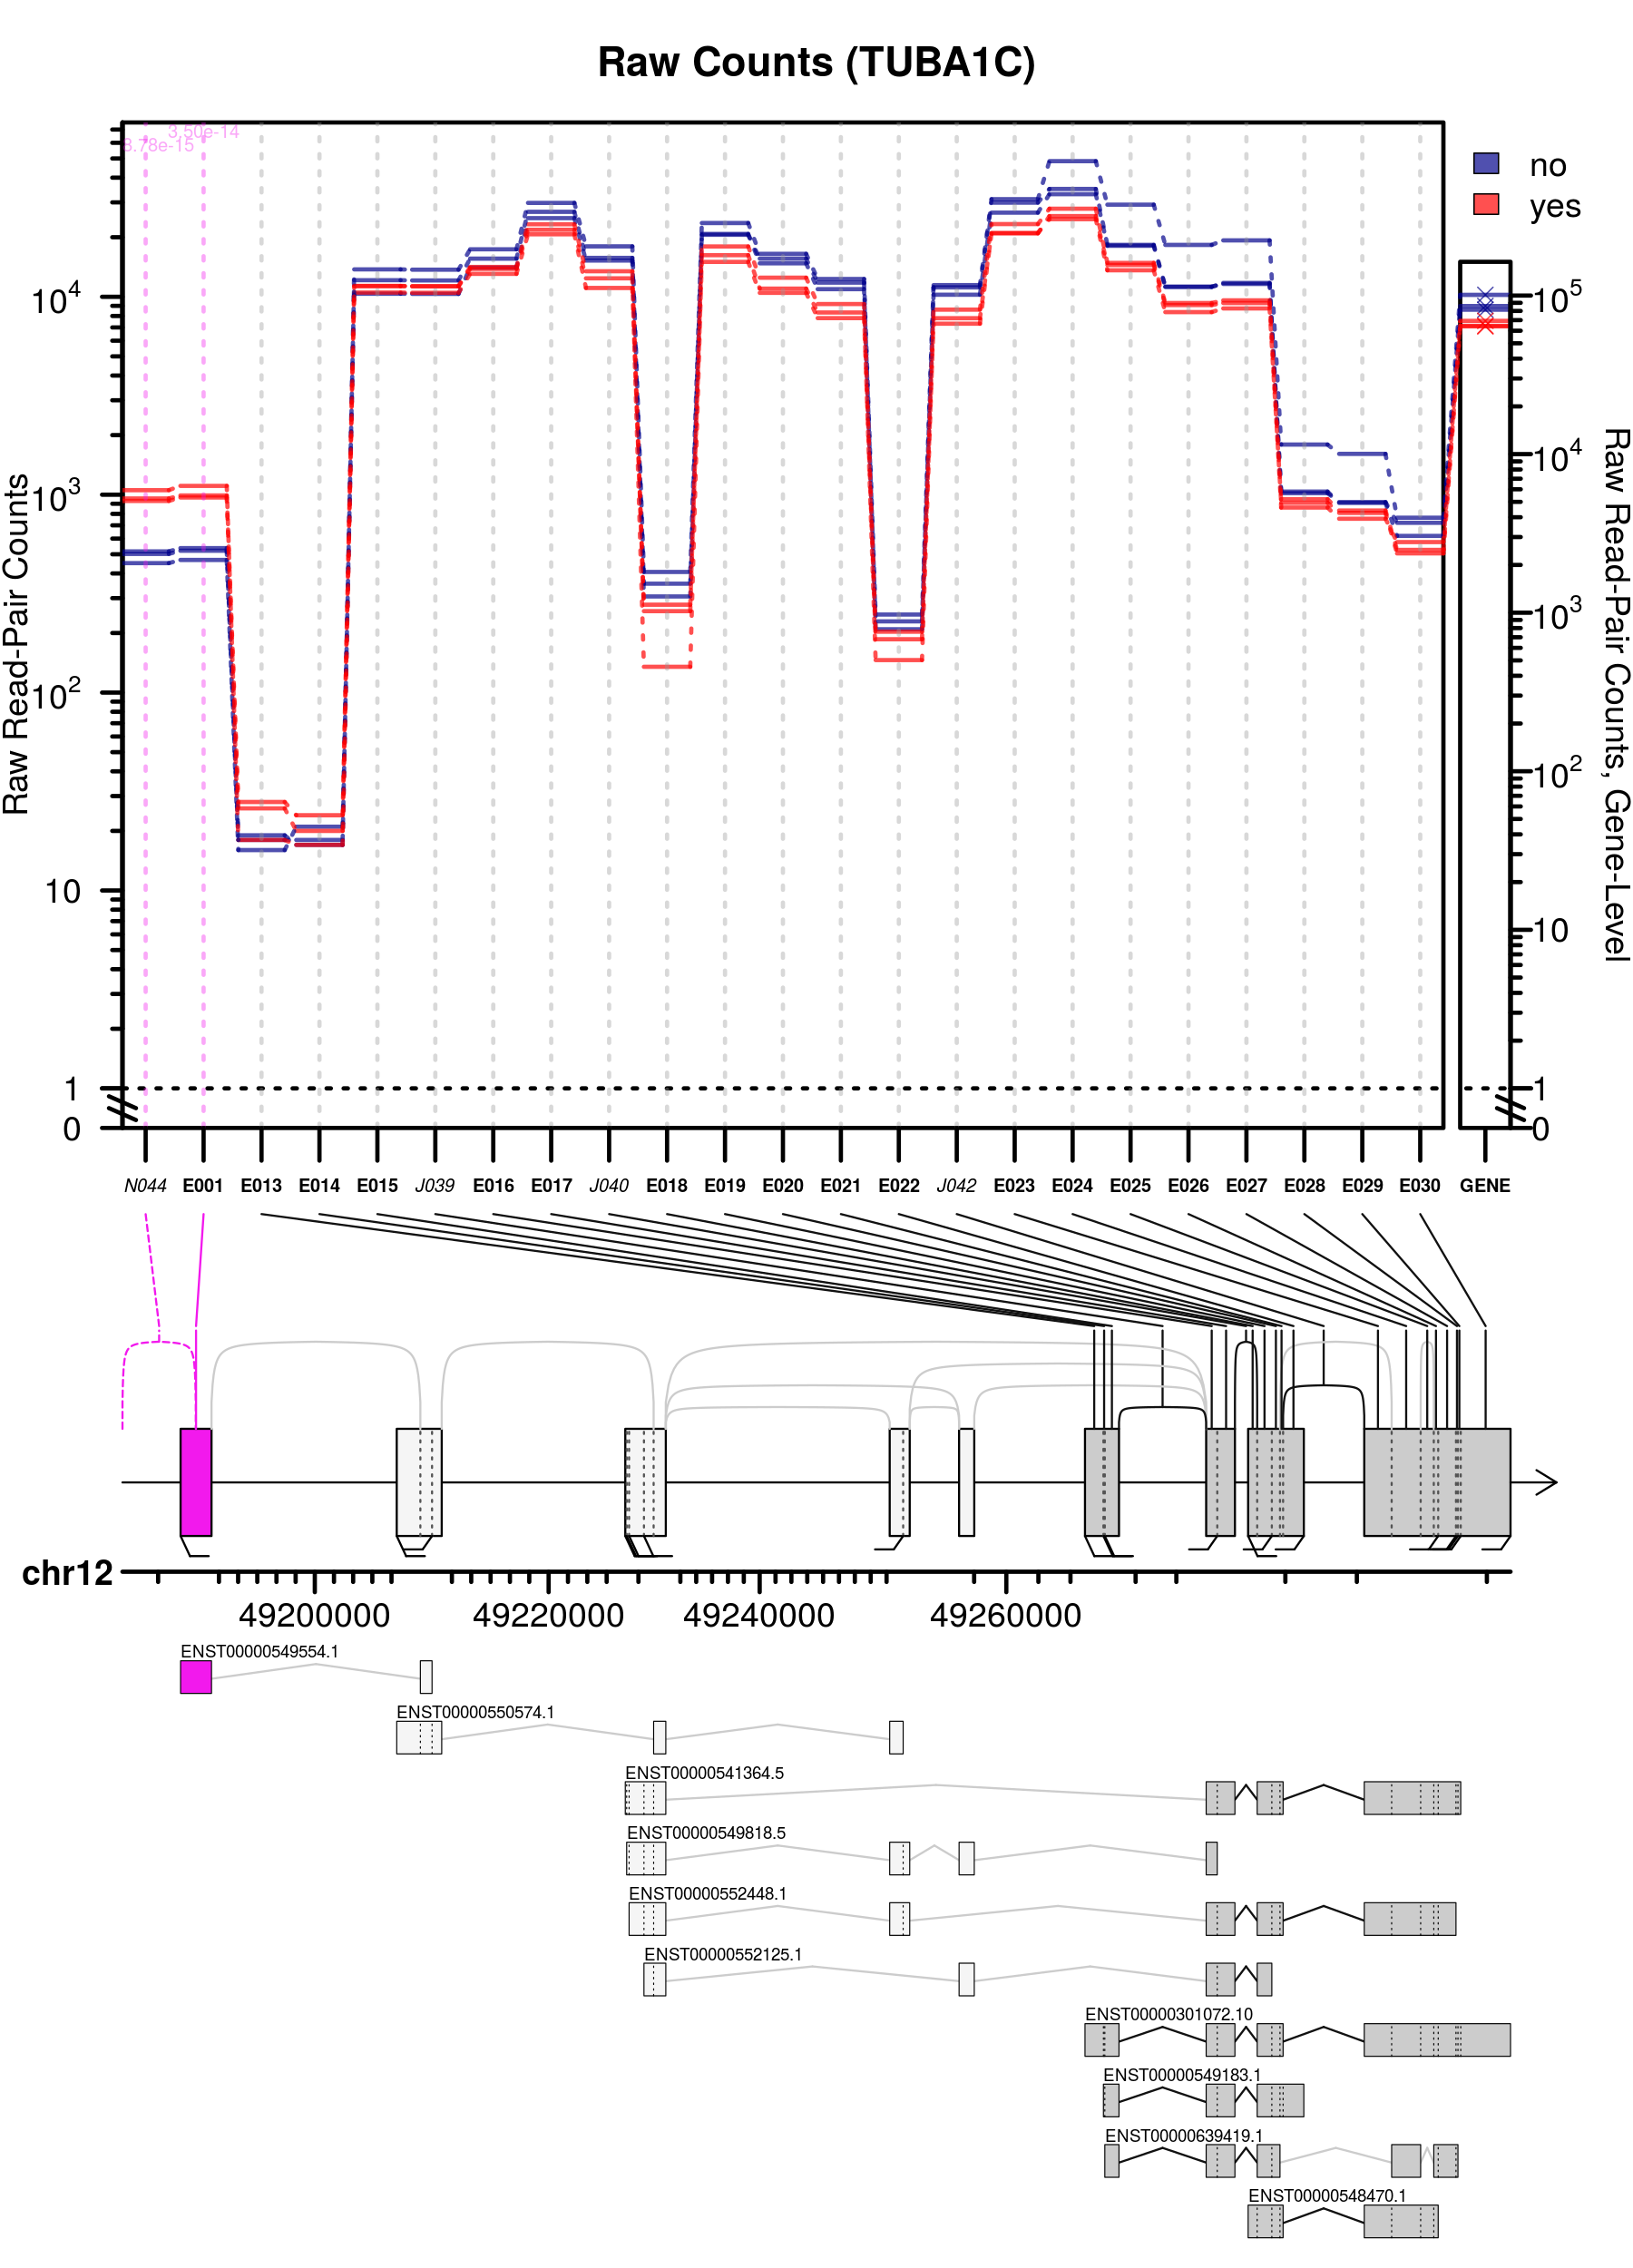 Raw Counts (TUBA1C)
3.50e-14
8.78e-15
no
yes
Raw Read-Pair Counts
10^4
10^3
10^2
10
1
0
10^5
10^4
10^3
10^2
10
1
0
Raw Read-Pair Counts, Gene-Level
N044 E001 E013 E014 E015 J039 E016 E017 J040 E018 E019 E020 E021 E022 J042 E023 E024 E025 E026 E027 E028 E029 E030 GENE
chr12
49200000 49220000 49240000 49260000
ENST00000549554.1
ENST00000550574.1
ENST00000541364.5
ENST00000549818.5
ENST00000552448.1
ENST00000552125.1
ENST00000301072.10
ENST00000549183.1
ENST00000639419.1
ENST00000548470.1